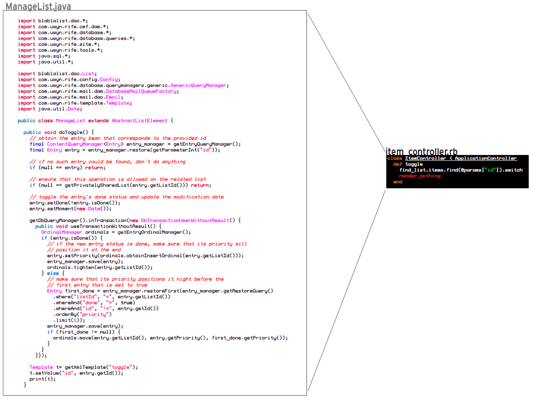 ManageList.java
import blablalist.dao.*;
import com.uwyn.rife.cmf.dam.*;
import com.uwyn.rife.database.*;
import com.uwyn.rife.database.queries.*;
import com.uwyn.rife.site.*;
import com.uwyn.rife.tools.*;
import java.sql.*;
import java.util.*;
import blablalist.dao.List;
import com.uwyn.rife.config.Config;
import com.uwyn.rife.database.querymanagers.generic.GenericQueryManager;
import com.uwyn.rife.mail.dam.DatabaseMailQueueFactory;
import com.uwyn.rife.mail.dao.Email;
import com.uwyn.rife.template.Template;
import java.util.Date;
public class ManageList extends AbstractListElement {
public void doToggle() {
// obtain the entry bean that corresponds to the provided id
final ContentQueryManager<Entry> entry_manager = getEntryQueryManager();
final Entry entry = entry_manager.restore(getParameterInt("id"));
// if no such entry could be found, don't do anything
if (null == entry) return;
// ensure that this operation is allowed on the related list
if (null == getPrivatelySharedList(entry.getListId())) return;
// toggle the entry's done status and update the modification date
entry.setDone(!entry.isDone());
entry.setMoment(new Date());
getDbQueryManager().inTransaction(new DbTransactionUserWithoutResult() {
public void useTransactionWithoutResult() {
OrdinalManager ordinals = getEntryOrdinalManager();
if (entry.isDone()) {
// if the new entry status is done, make sure that its priority will
// position it at the end
entry.setPriority(ordinals.obtainInsertOrdinal(entry.getListId()));
entry_manager.save(entry);
ordinals.tighten(entry.getListId());
} else {
// make sure that its priority positions it right before the
// first entry that is set to true
Entry first_done = entry_manager.restoreFirst(entry_manager.getRestoreQuery()
.where("listId", "=", entry.getListId())
.whereAnd("done", "=", true)
.whereAnd("id", "!=", entry.getId())
.orderBy("priority")
.limit(1));
entry_manager.save(entry);
if (first_done != null) {
ordinals.move(entry.getListId(), entry.getPriority(), first_done.getPriority());
}
}
}});
Template t= getXmlTemplate("toggle");
t.setValue("id", entry.getId());
print(t);
}
item_controller.rb
class ItemController < ApplicationController
def toggle
find_list.items.find(@params["id"]).switch
render_nothing
end